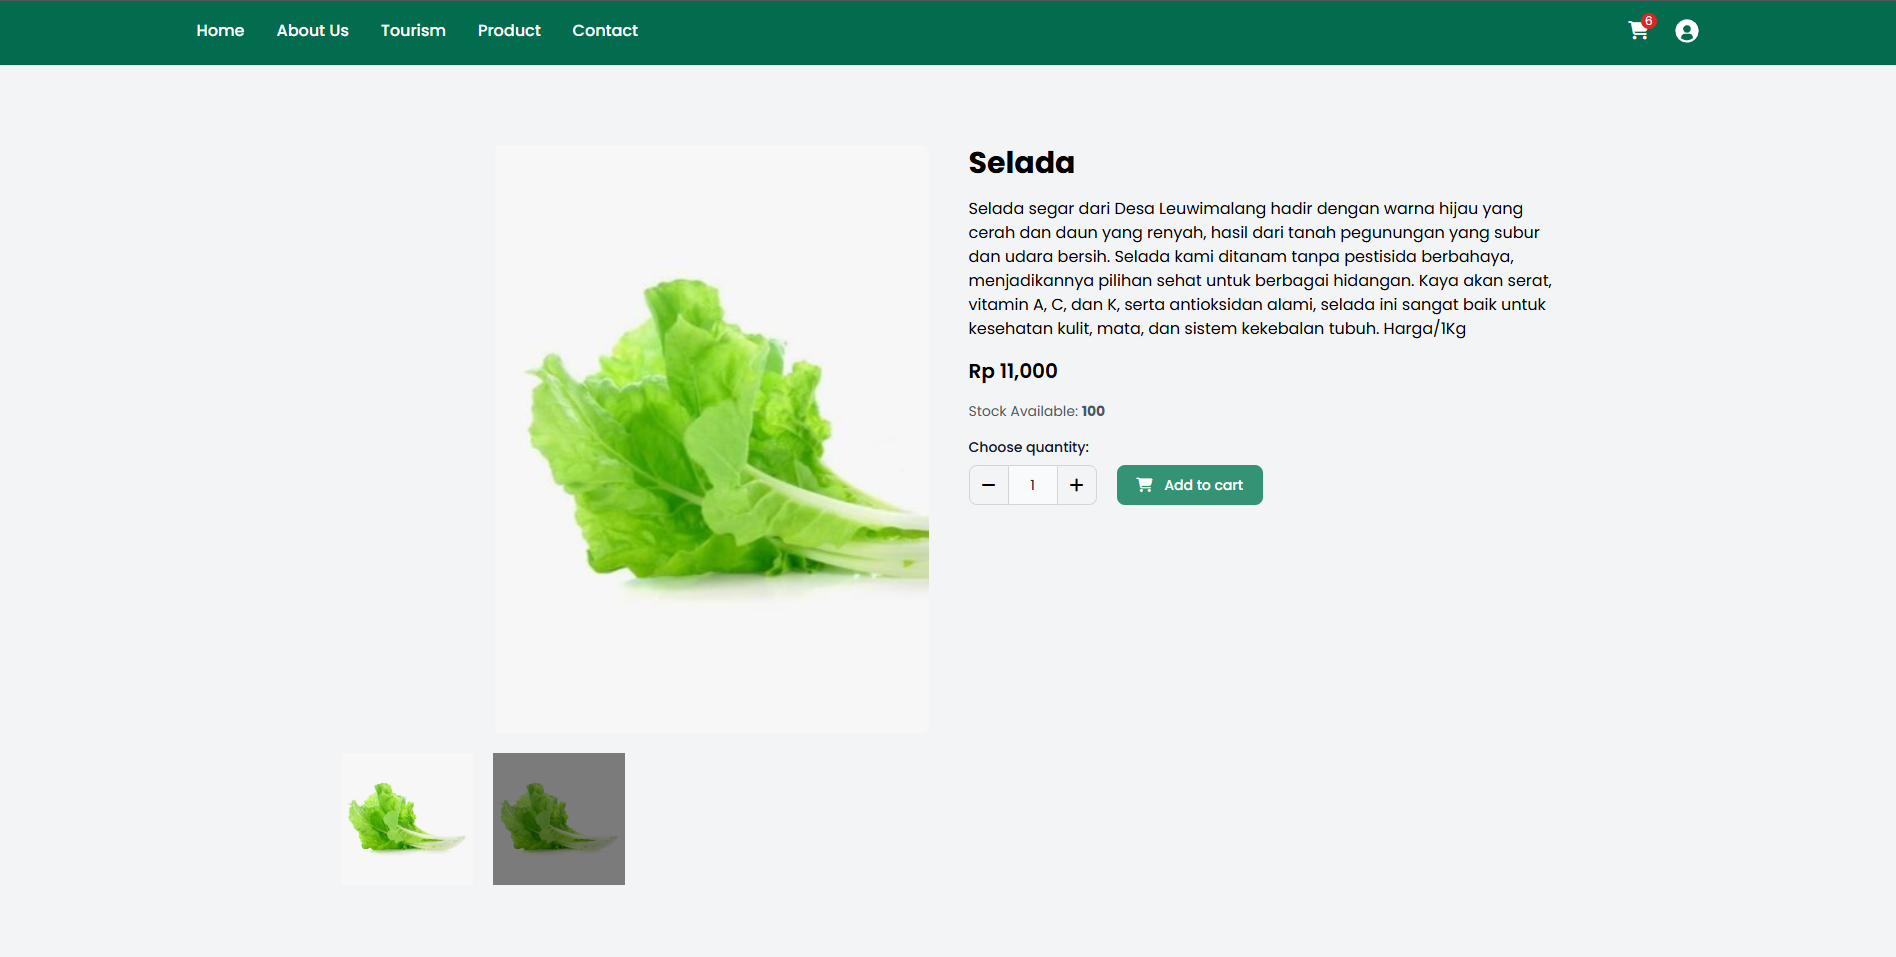 Home About Us Tourism Product Contact 6
Selada
Selada segar dari Desa Leuwimalang hadir dengan warna hijau yang
cerah dan daun yang renyah, hasil dari tanah pegunungan yang subur
dan udara bersih. Selada kami ditanam tanpa pestisida berbahaya,
menjadikannya pilihan sehat untuk berbagai hidangan. Kaya akan serat,
vitamin A, C, dan K, serta antioksidan alami, selada ini sangat baik untuk
kesehatan kulit, mata, dan sistem kekebalan tubuh. Harga/1Kg
Rp 11,000
Stock Available: 100
Choose quantity:
− 1 + Add to cart